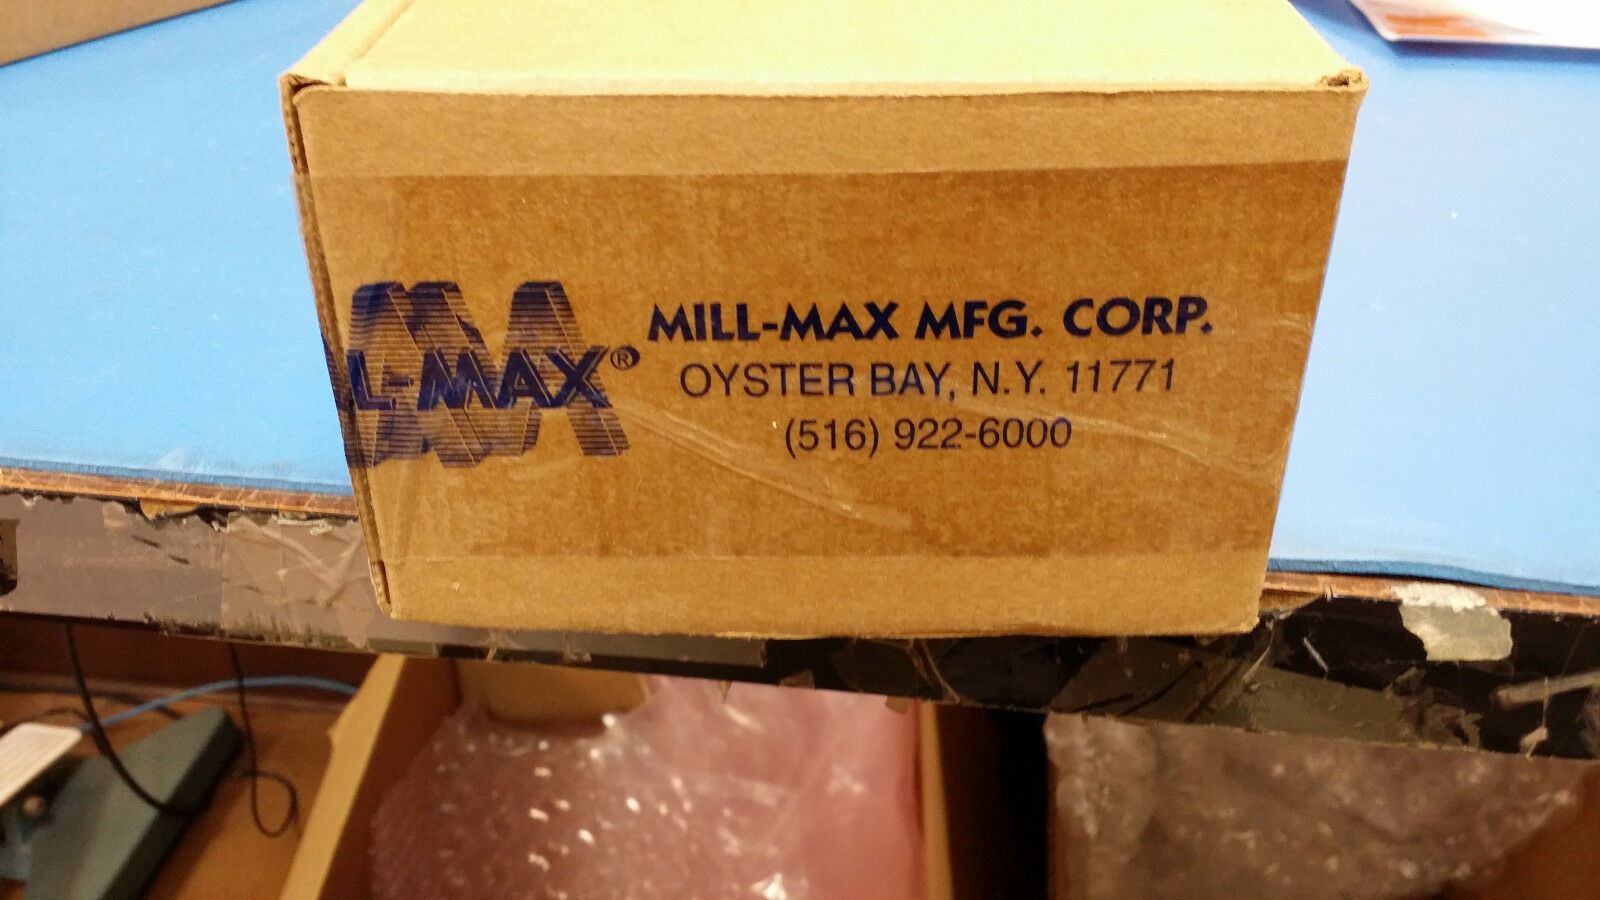 L-MAX®
MILL-MAX MFG. CORP.
OYSTER BAY, N.Y. 11771
(516) 922-6000